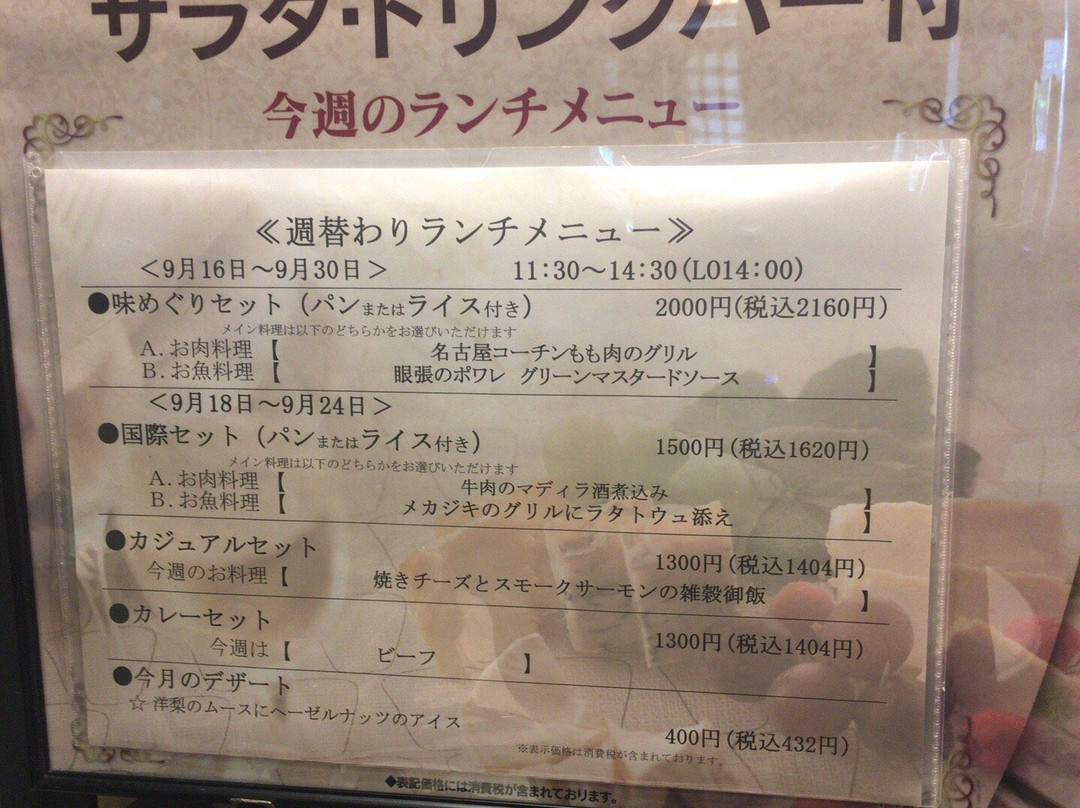 サラダ・ドリンクバー付
今週のランチメニュー
≪週替わりランチメニュー≫
＜9月16日～9月30日＞ 11:30～14:30(LO14:00)
●味めぐりセット（パンまたはライス付き） 2000円(税込2160円)
メイン料理は以下のどちらかをお選びいただけます
A.お肉料理【 名古屋コーチンもも肉のグリル 】
B.お魚料理【 眼張のポワレ グリーンマスタードソース 】
＜9月18日～9月24日＞
●国際セット（パンまたはライス付き） 1500円(税込1620円)
メイン料理は以下のどちらかをお選びいただけます
A.お肉料理【 牛肉のマディラ酒煮込み 】
B.お魚料理【 メカジキのグリルにラタトウュ添え 】
●カジュアルセット 1300円(税込1404円)
今週のお料理【 焼きチーズとスモークサーモンの雑穀御飯 】
●カレーセット 1300円(税込1404円)
今週は【 ビーフ 】
●今月のデザート
☆洋梨のムースにヘーゼルナッツのアイス
400円(税込432円)
※表示価格は消費税が含まれております。
◆表記価格には消費税が含まれております。